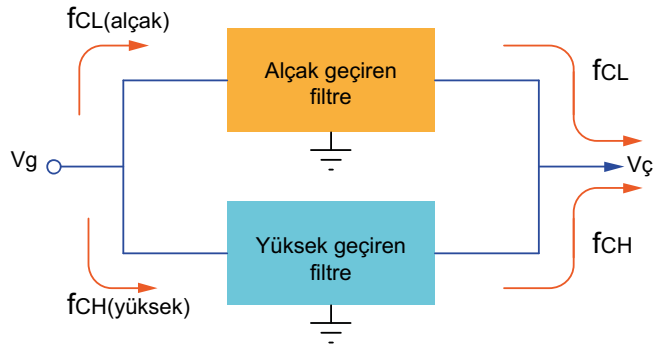 fCL(alçak)
Alçak geçiren
filtre
fCL
Vg
Vç
Yüksek geçiren
filtre
fCH
fCH(yüksek)